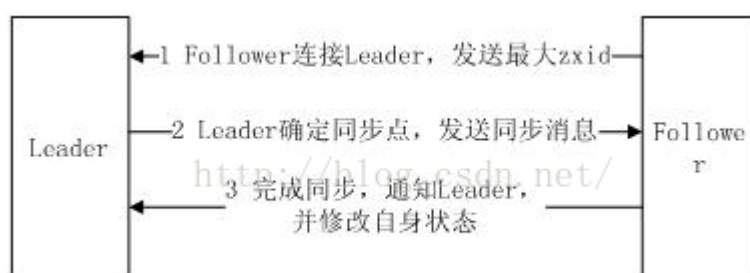 1 Follower连接Leader，发送最大zxid
2 Leader确定同步点，发送同步消息
Leader
Followe
r
http://blog.csdn.net/
3 完成同步，通知Leader，
并修改自身状态